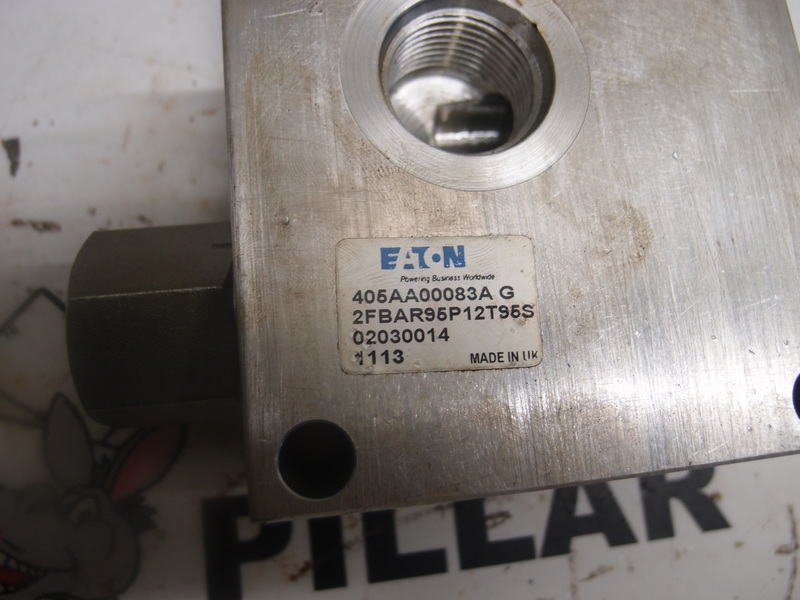 EATON
Powering Business Worldwide
405AA00083A G
2FBAR95P12T95S
02030014
1113 MADE IN UK
PILLAR